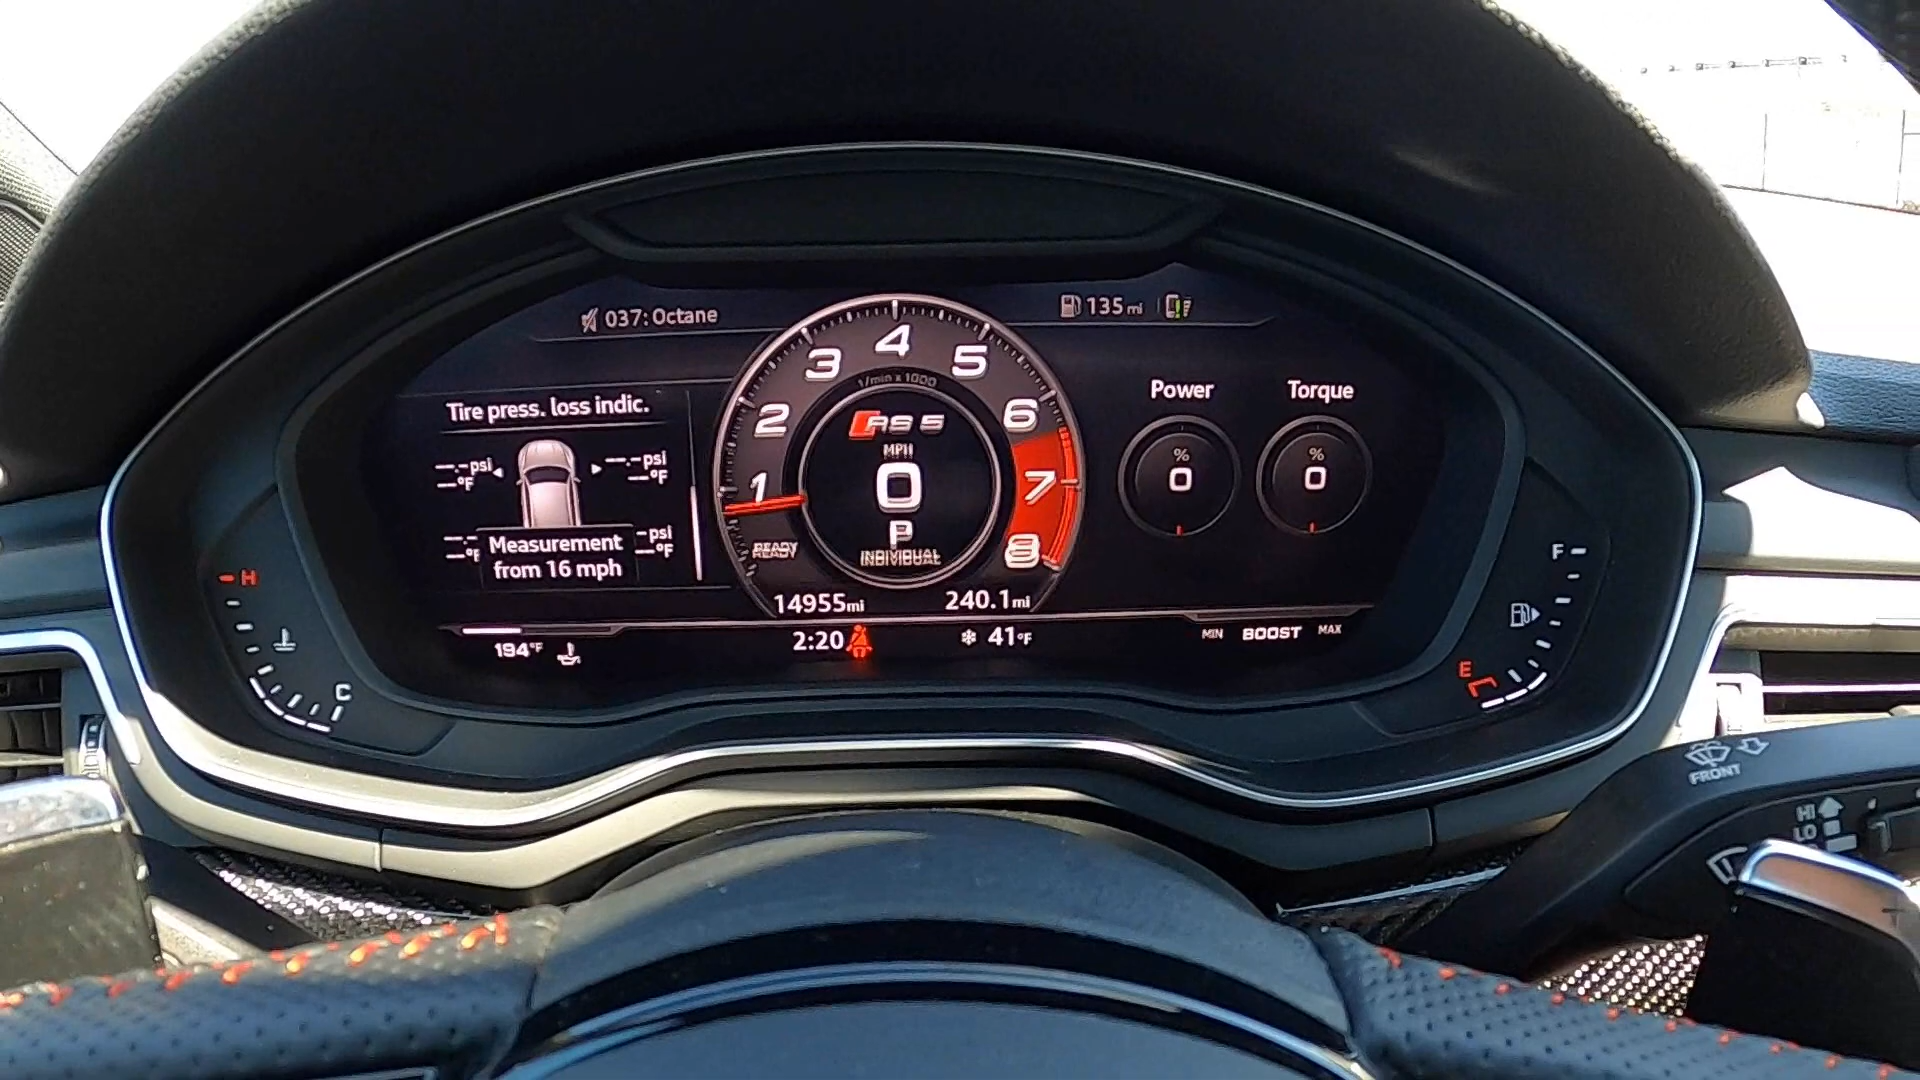 037: Octane
135 mi
Tire press. loss indic.
--.-psi
--°F
--.-psi
--°F
--.-
--°F
-psi
--°F
Measurement
from 16 mph
1
2
3
4
5
6
7
8
1/min x 1000
RS 5
MPH
0
P
INDIVIDUAL
READY
14955mi
240.1mi
Power
%
0
Torque
%
0
194°F
2:20
41°F
MIN BOOST MAX
H
C
F
E
FRONT
HI
LO